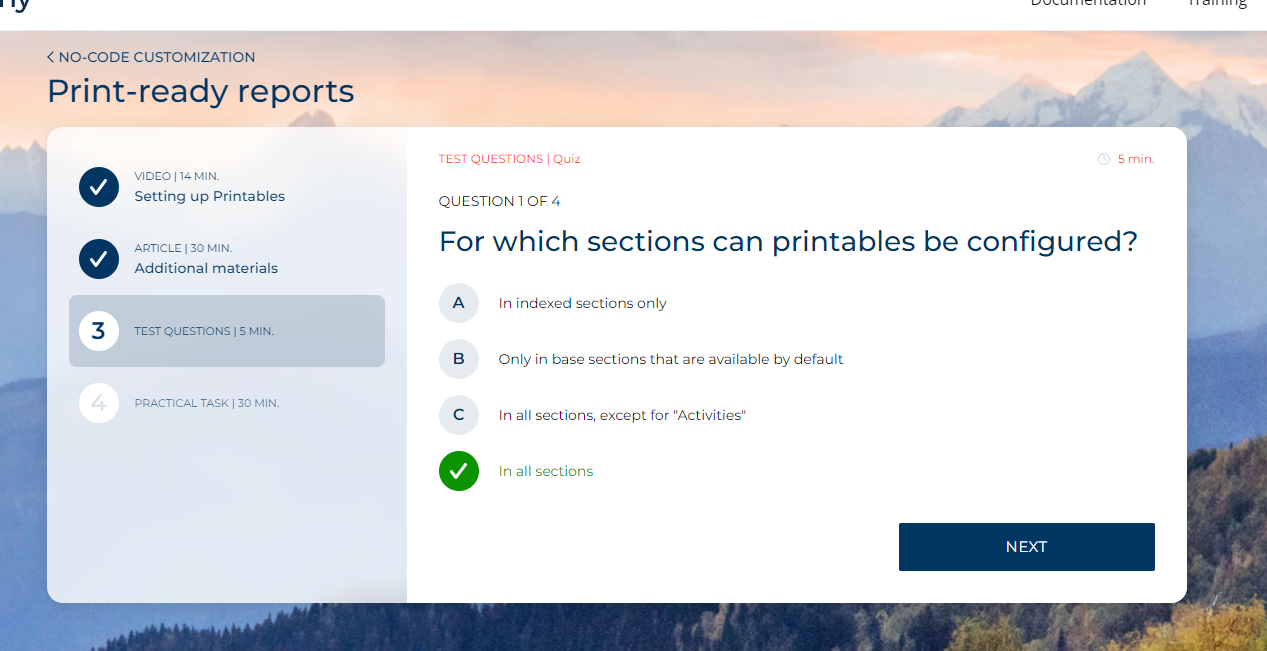 Documentation Training
NO-CODE CUSTOMIZATION
Print-ready reports
VIDEO | 14 MIN.
Setting up Printables
ARTICLE | 30 MIN.
Additional materials
3 TEST QUESTIONS | 5 MIN.
4 PRACTICAL TASK | 30 MIN.
TEST QUESTIONS | Quiz 5 min.
QUESTION 1 OF 4
For which sections can printables be configured?
A In indexed sections only
B Only in base sections that are available by default
C In all sections, except for "Activities"
In all sections
NEXT